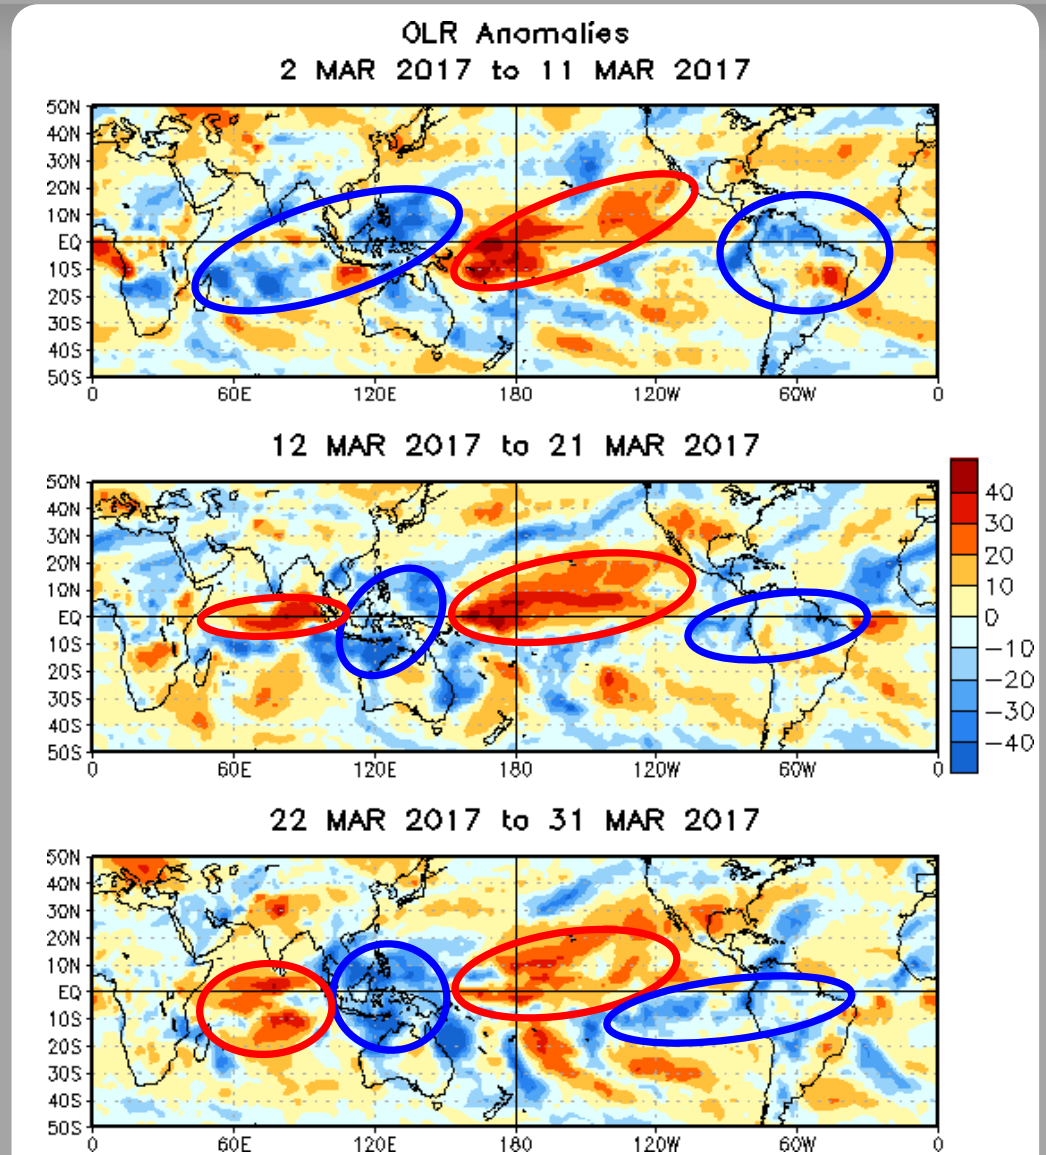 OLR Anomalies
2 MAR 2017 to 11 MAR 2017
50N
40N
30N
20N
10N
EQ
10S
20S
30S
40S
50S
0 60E 120E 180 120W 60W 0
12 MAR 2017 to 21 MAR 2017
50N
40N
30N
20N
10N
EQ
10S
20S
30S
40S
50S
0 60E 120E 180 120W 60W 0
40
30
20
10
0
−10
−20
−30
−40
22 MAR 2017 to 31 MAR 2017
50N
40N
30N
20N
10N
EQ
10S
20S
30S
40S
50S
0 60E 120E 180 120W 60W 0